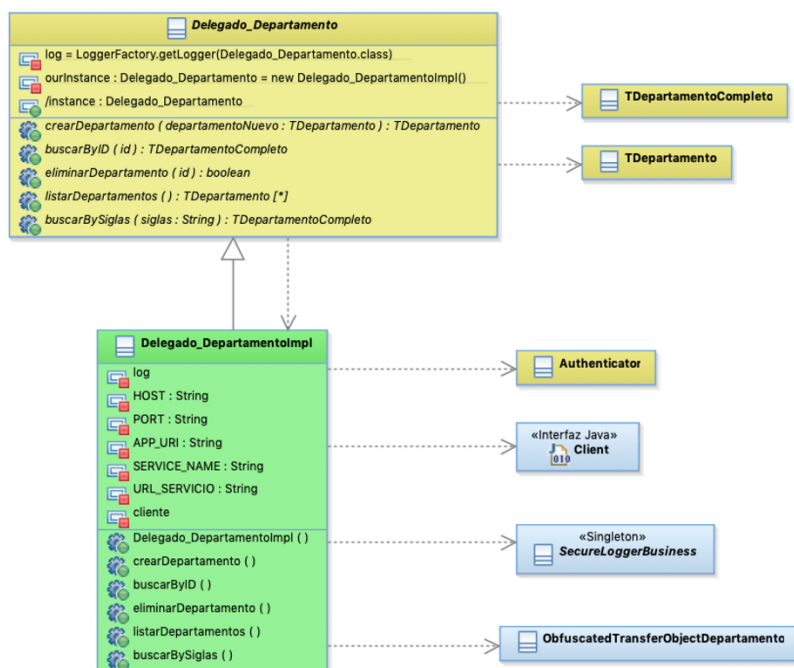 Delegado_Departamento
log = LoggerFactory.getLogger(Delegado_Departamento.class)
ourInstance : Delegado_Departamento = new Delegado_DepartamentoImpl()
/instance : Delegado_Departamento
crearDepartamento ( departamentoNuevo : TDepartamento ) : TDepartamento
buscarByID ( id ) : TDepartamentoCompleto
eliminarDepartamento ( id ) : boolean
listarDepartamentos ( ) : TDepartamento [*]
buscarBySiglas ( siglas : String ) : TDepartamentoCompleto
TDepartamentoCompleto
TDepartamento
Delegado_DepartamentoImpl
log
HOST : String
PORT : String
APP_URI : String
SERVICE_NAME : String
URL_SERVICIO : String
cliente
Delegado_DepartamentoImpl ( )
crearDepartamento ( )
buscarByID ( )
eliminarDepartamento ( )
listarDepartamentos ( )
buscarBySiglas ( )
Authenticator
«Interfaz Java»
010 Client
«Singleton»
SecureLoggerBusiness
ObfuscatedTransferObjectDepartamento